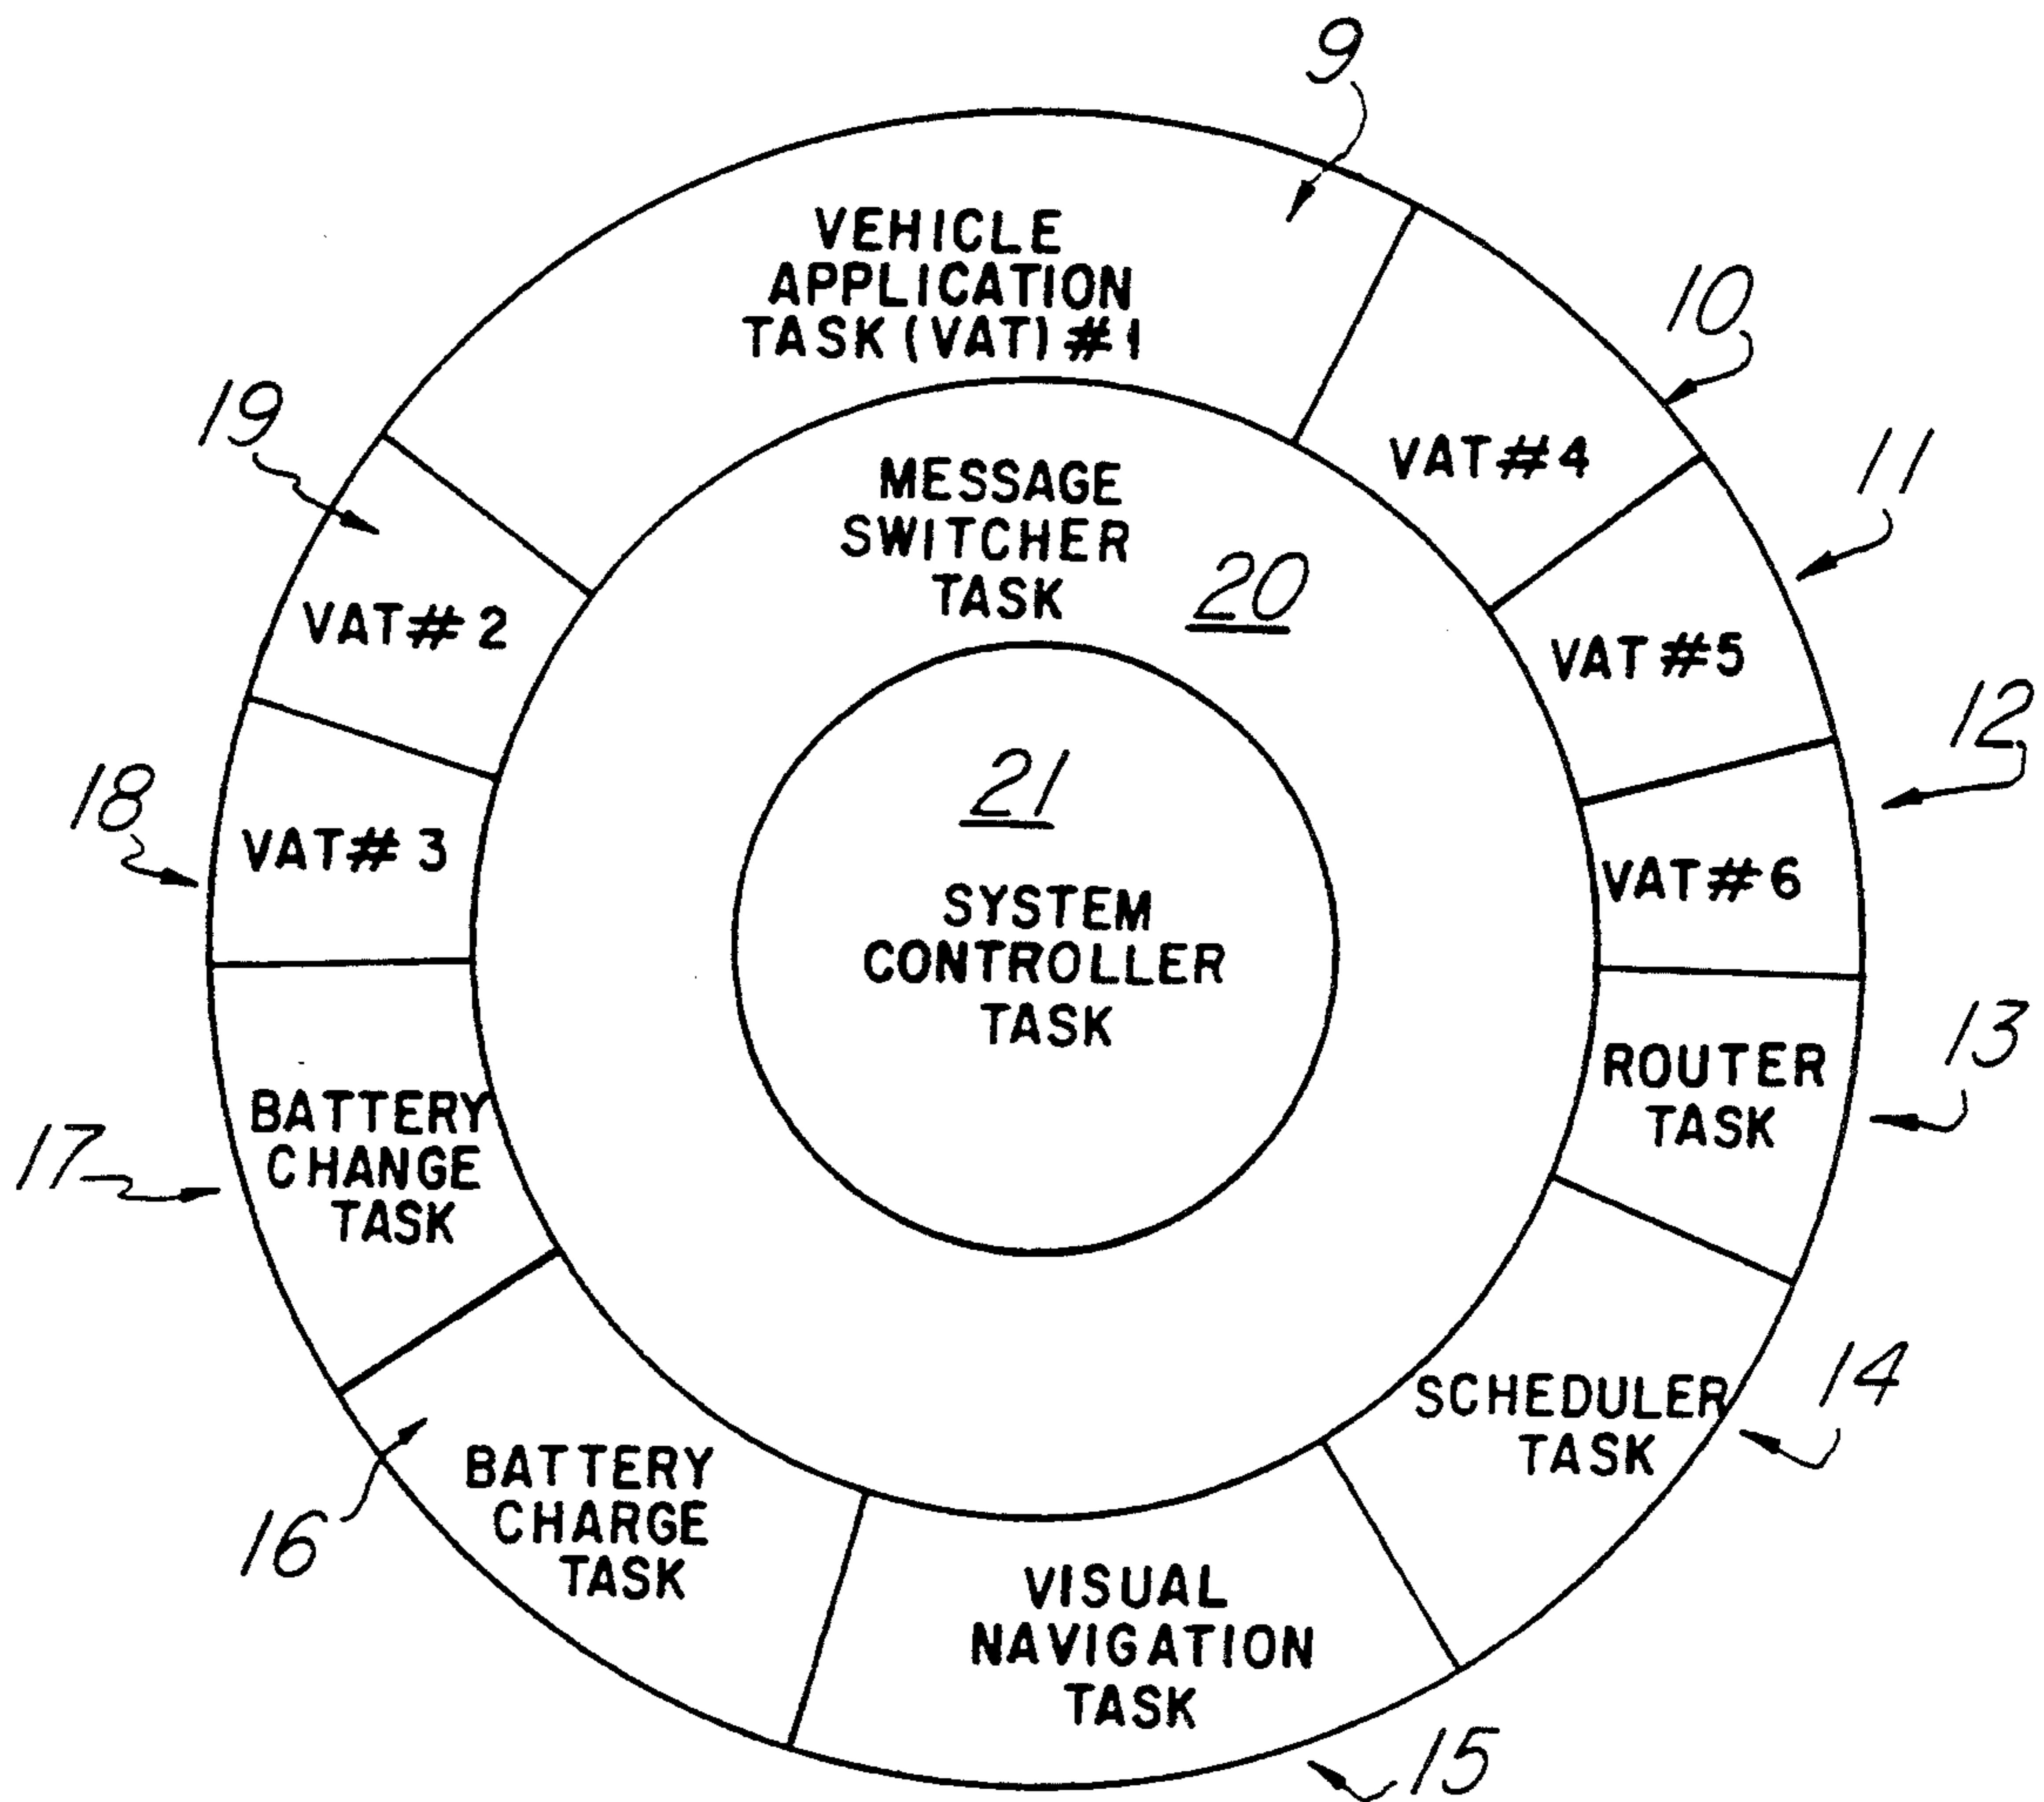 9
VEHICLE
APPLICATION
TASK (VAT) #1
10
VAT #4
11
VAT #5
12
VAT #6
13
ROUTER
TASK
14
SCHEDULER
TASK
15
VISUAL
NAVIGATION
TASK
16
BATTERY
CHARGE
TASK
17
BATTERY
CHANGE
TASK
18
VAT # 3
19
VAT # 2
MESSAGE
SWITCHER
TASK
20
21
SYSTEM
CONTROLLER
TASK